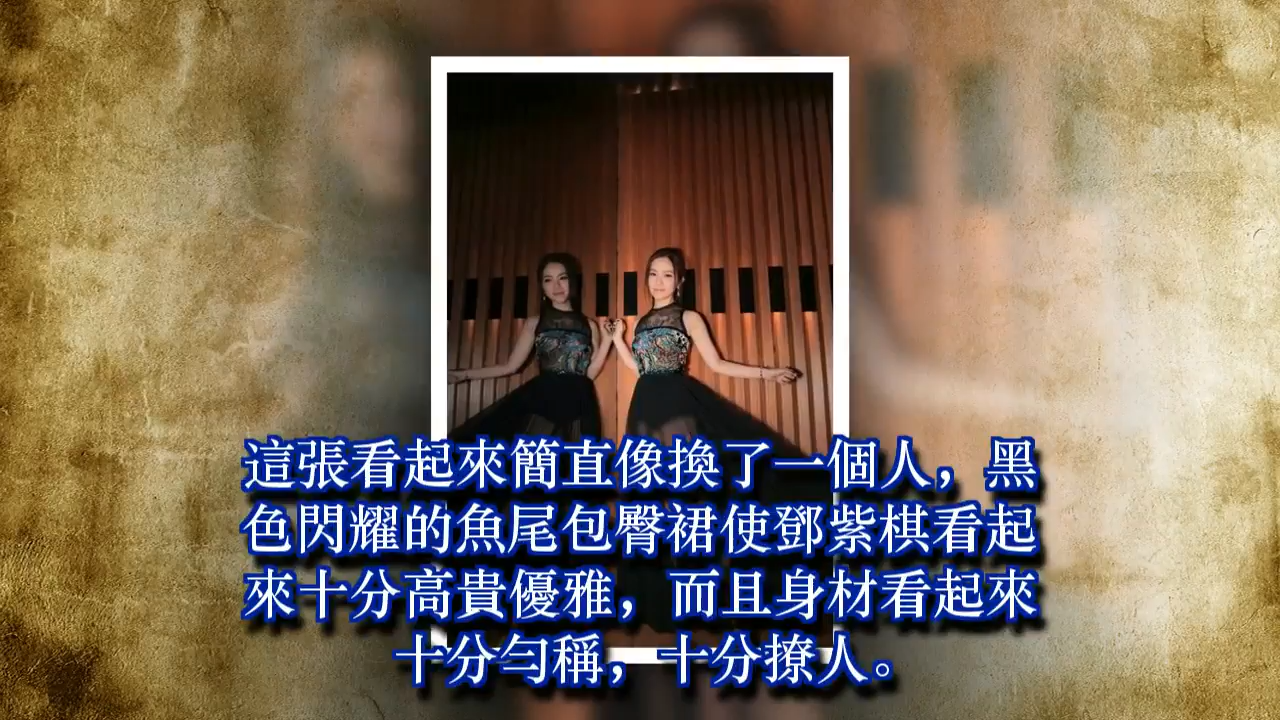 這張看起來簡直像換了一個人，黑
色閃耀的魚尾包臀裙使鄧紫棋看起
來十分高貴優雅，而且身材看起來
十分勻稱，十分撩人。